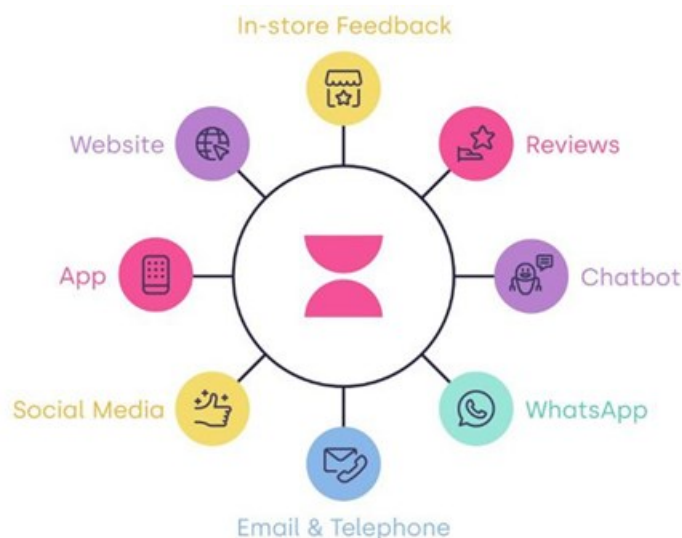 In-store Feedback
Website
Reviews
App
Chatbot
Social Media
WhatsApp
Email & Telephone